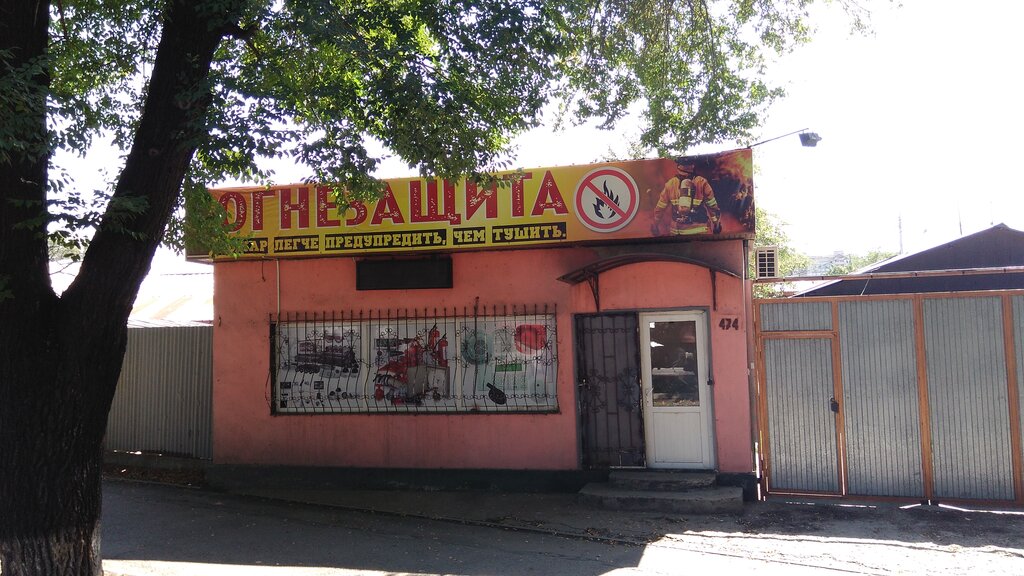 ОГНЕЗАЩИТА
ЛЕГЧЕ ПРЕДУПРЕДИТЬ, ЧЕМ ТУШИТЬ.
474